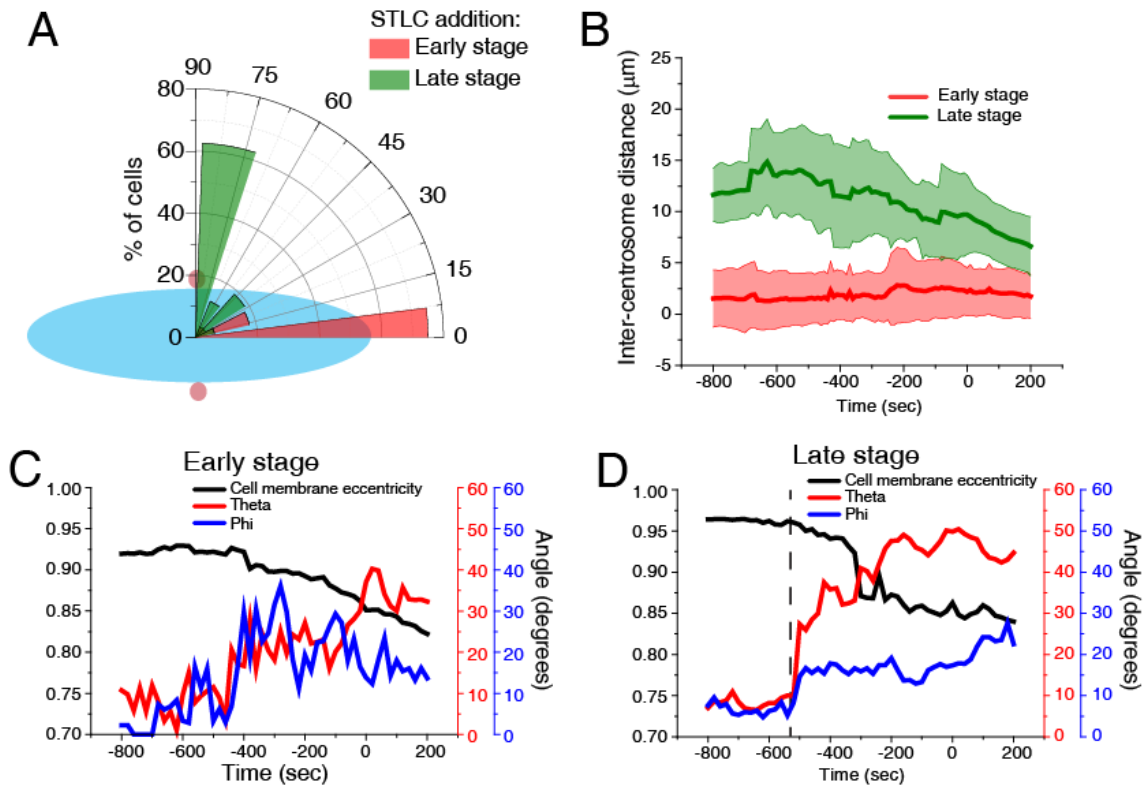 A
STLC addition:
Early stage
Late stage
90
75
60
45
30
15
0
80
60
40
20
0
% of cells
B
Early stage
Late stage
25
20
15
10
5
0
-5
Inter-centrosome distance (μm)
-800 -600 -400 -200 0 200
Time (sec)
C
Early stage
Cell membrane eccentricity
Theta
Phi
1.00
0.95
0.90
0.85
0.80
0.75
0.70
60 60
50 50
40 40
30 30
20 20
10 10
0 0
Angle (degrees)
-800 -600 -400 -200 0 200
Time (sec)
D
Late stage
Cell membrane eccentricity
Theta
Phi
1.00
0.95
0.90
0.85
0.80
0.75
0.70
60 60
50 50
40 40
30 30
20 20
10 10
0 0
Angle (degrees)
-800 -600 -400 -200 0 200
Time (sec)